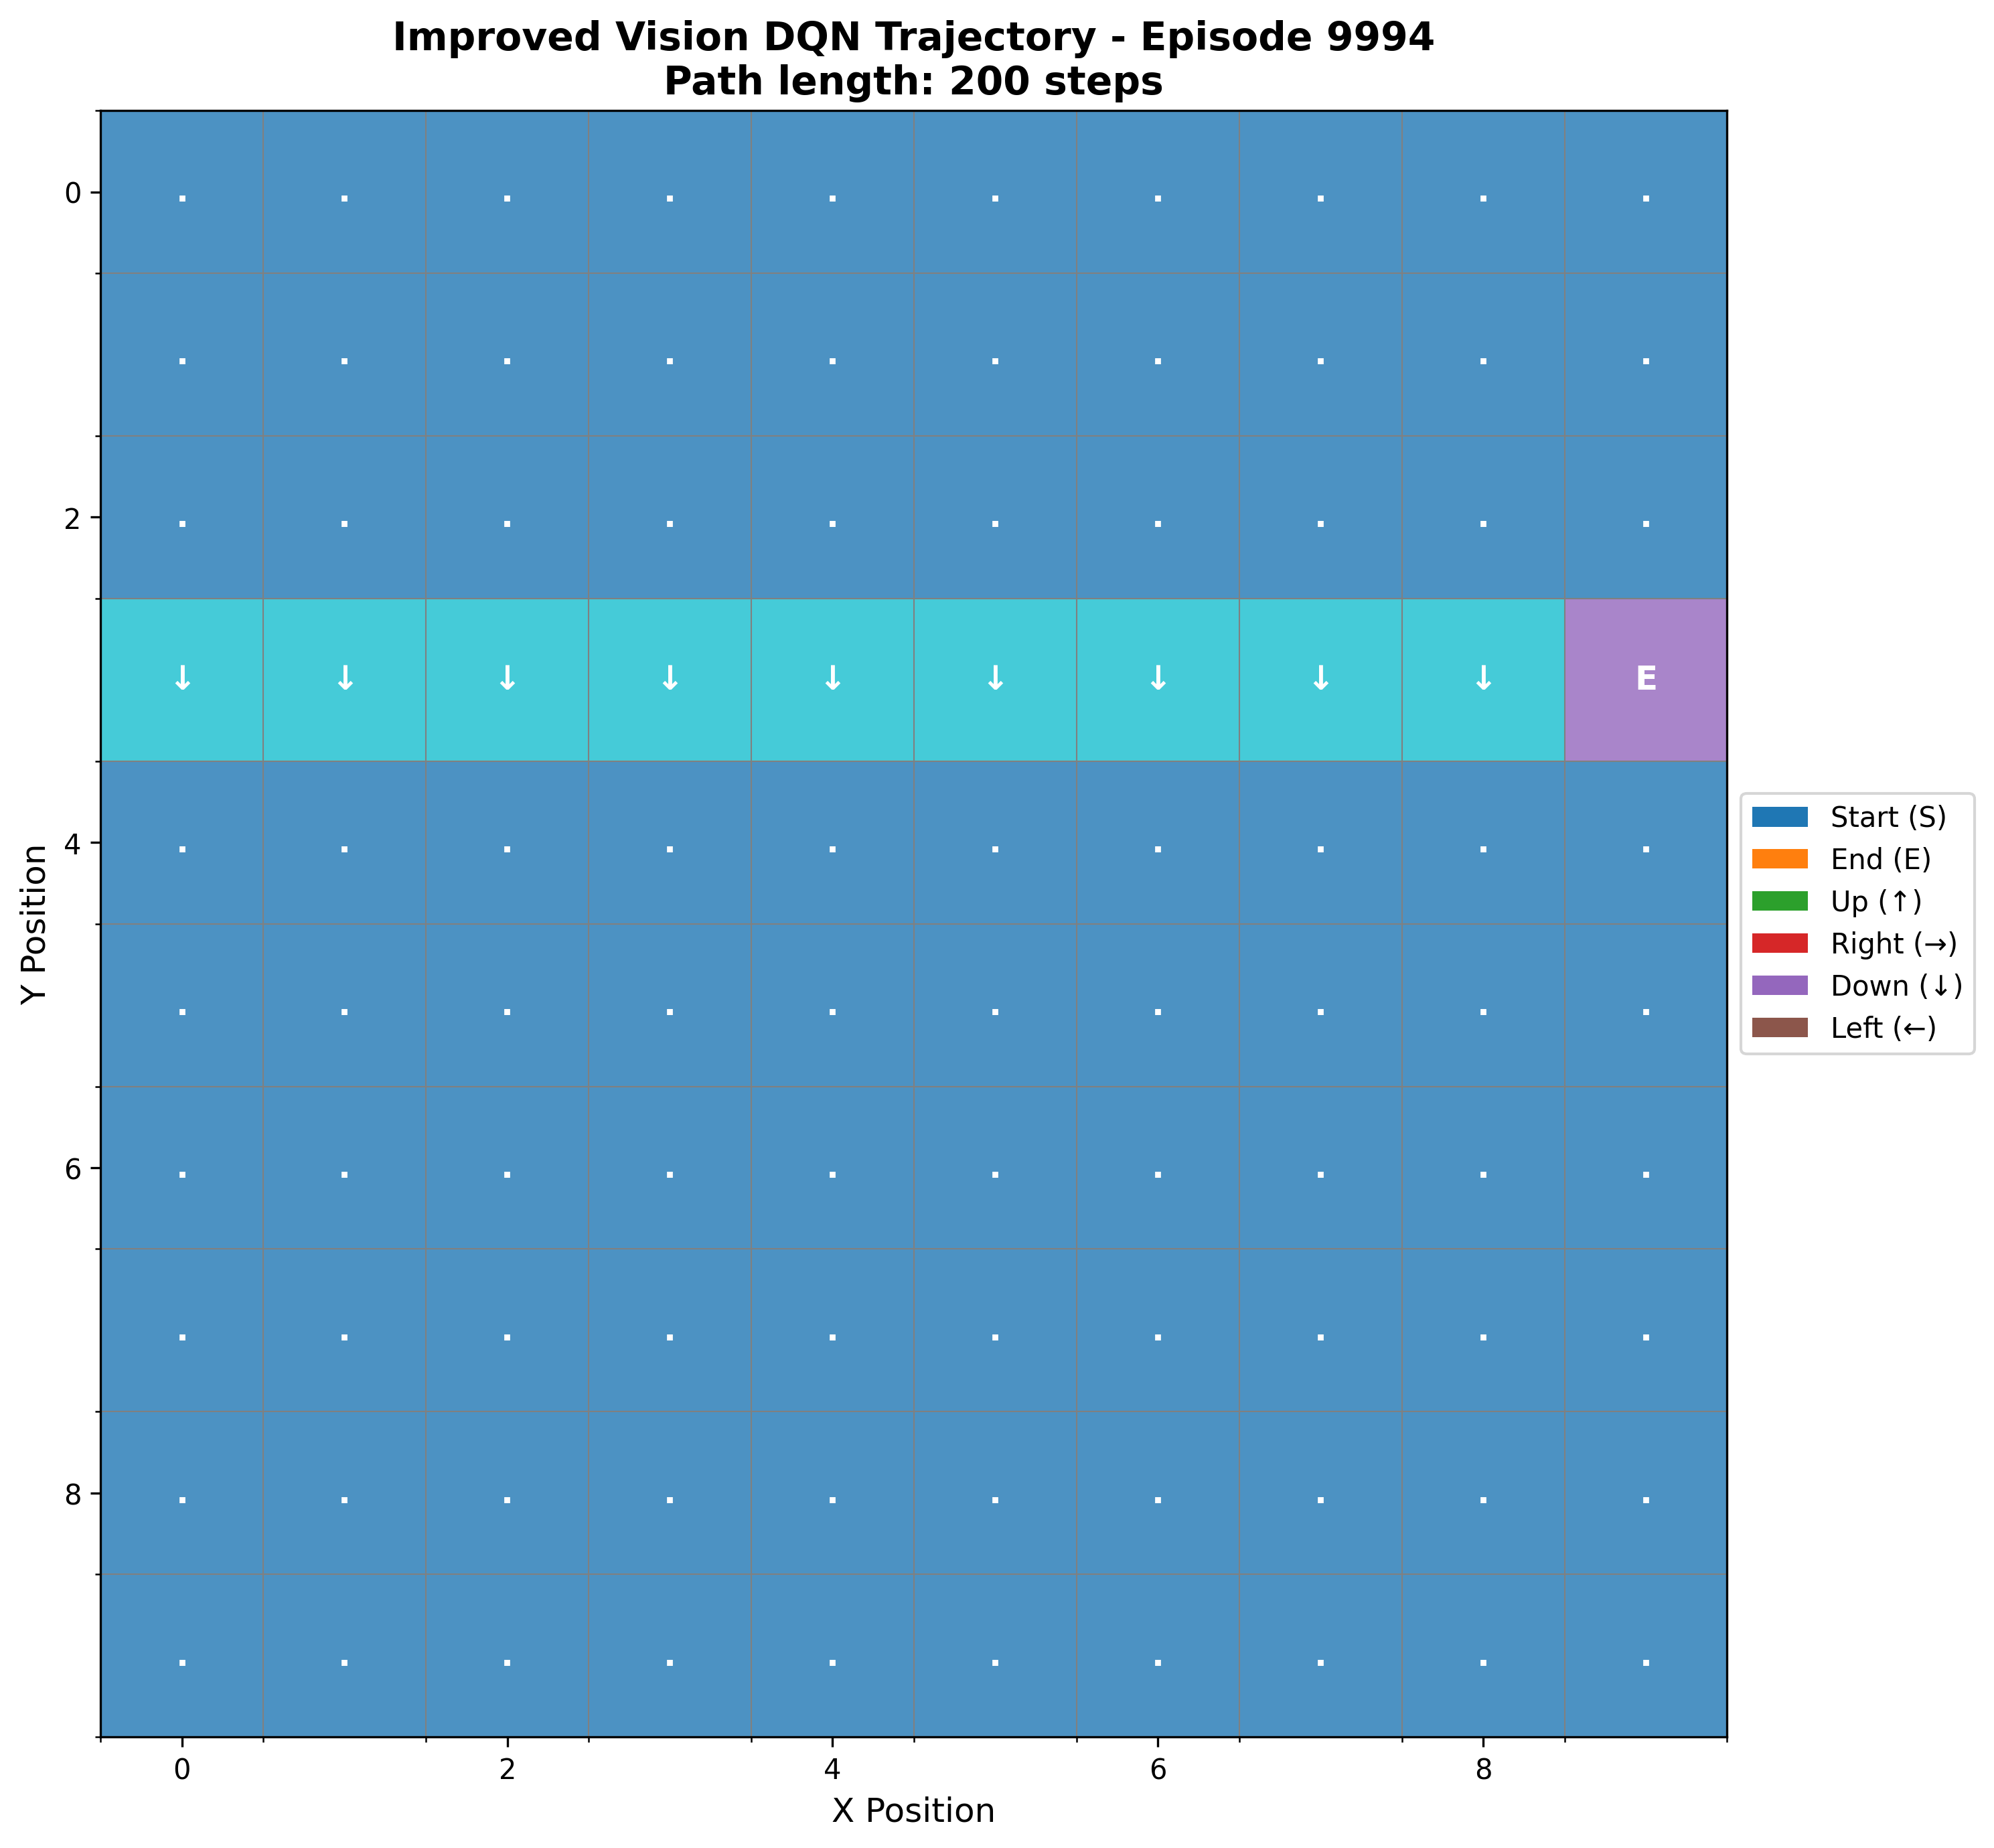 Improved Vision DQN Trajectory - Episode 9994
Path length: 200 steps
0
. . . . . . . . . .
. . . . . . . . . .
2
. . . . . . . . . .
↓ ↓ ↓ ↓ ↓ ↓ ↓ ↓ ↓ E
4
. . . . . . . . . .
. . . . . . . . . .
6
. . . . . . . . . .
. . . . . . . . . .
8
. . . . . . . . . .
. . . . . . . . . .
Y Position
0 2 4 6 8
X Position
Start (S)
End (E)
Up (↑)
Right (→)
Down (↓)
Left (←)